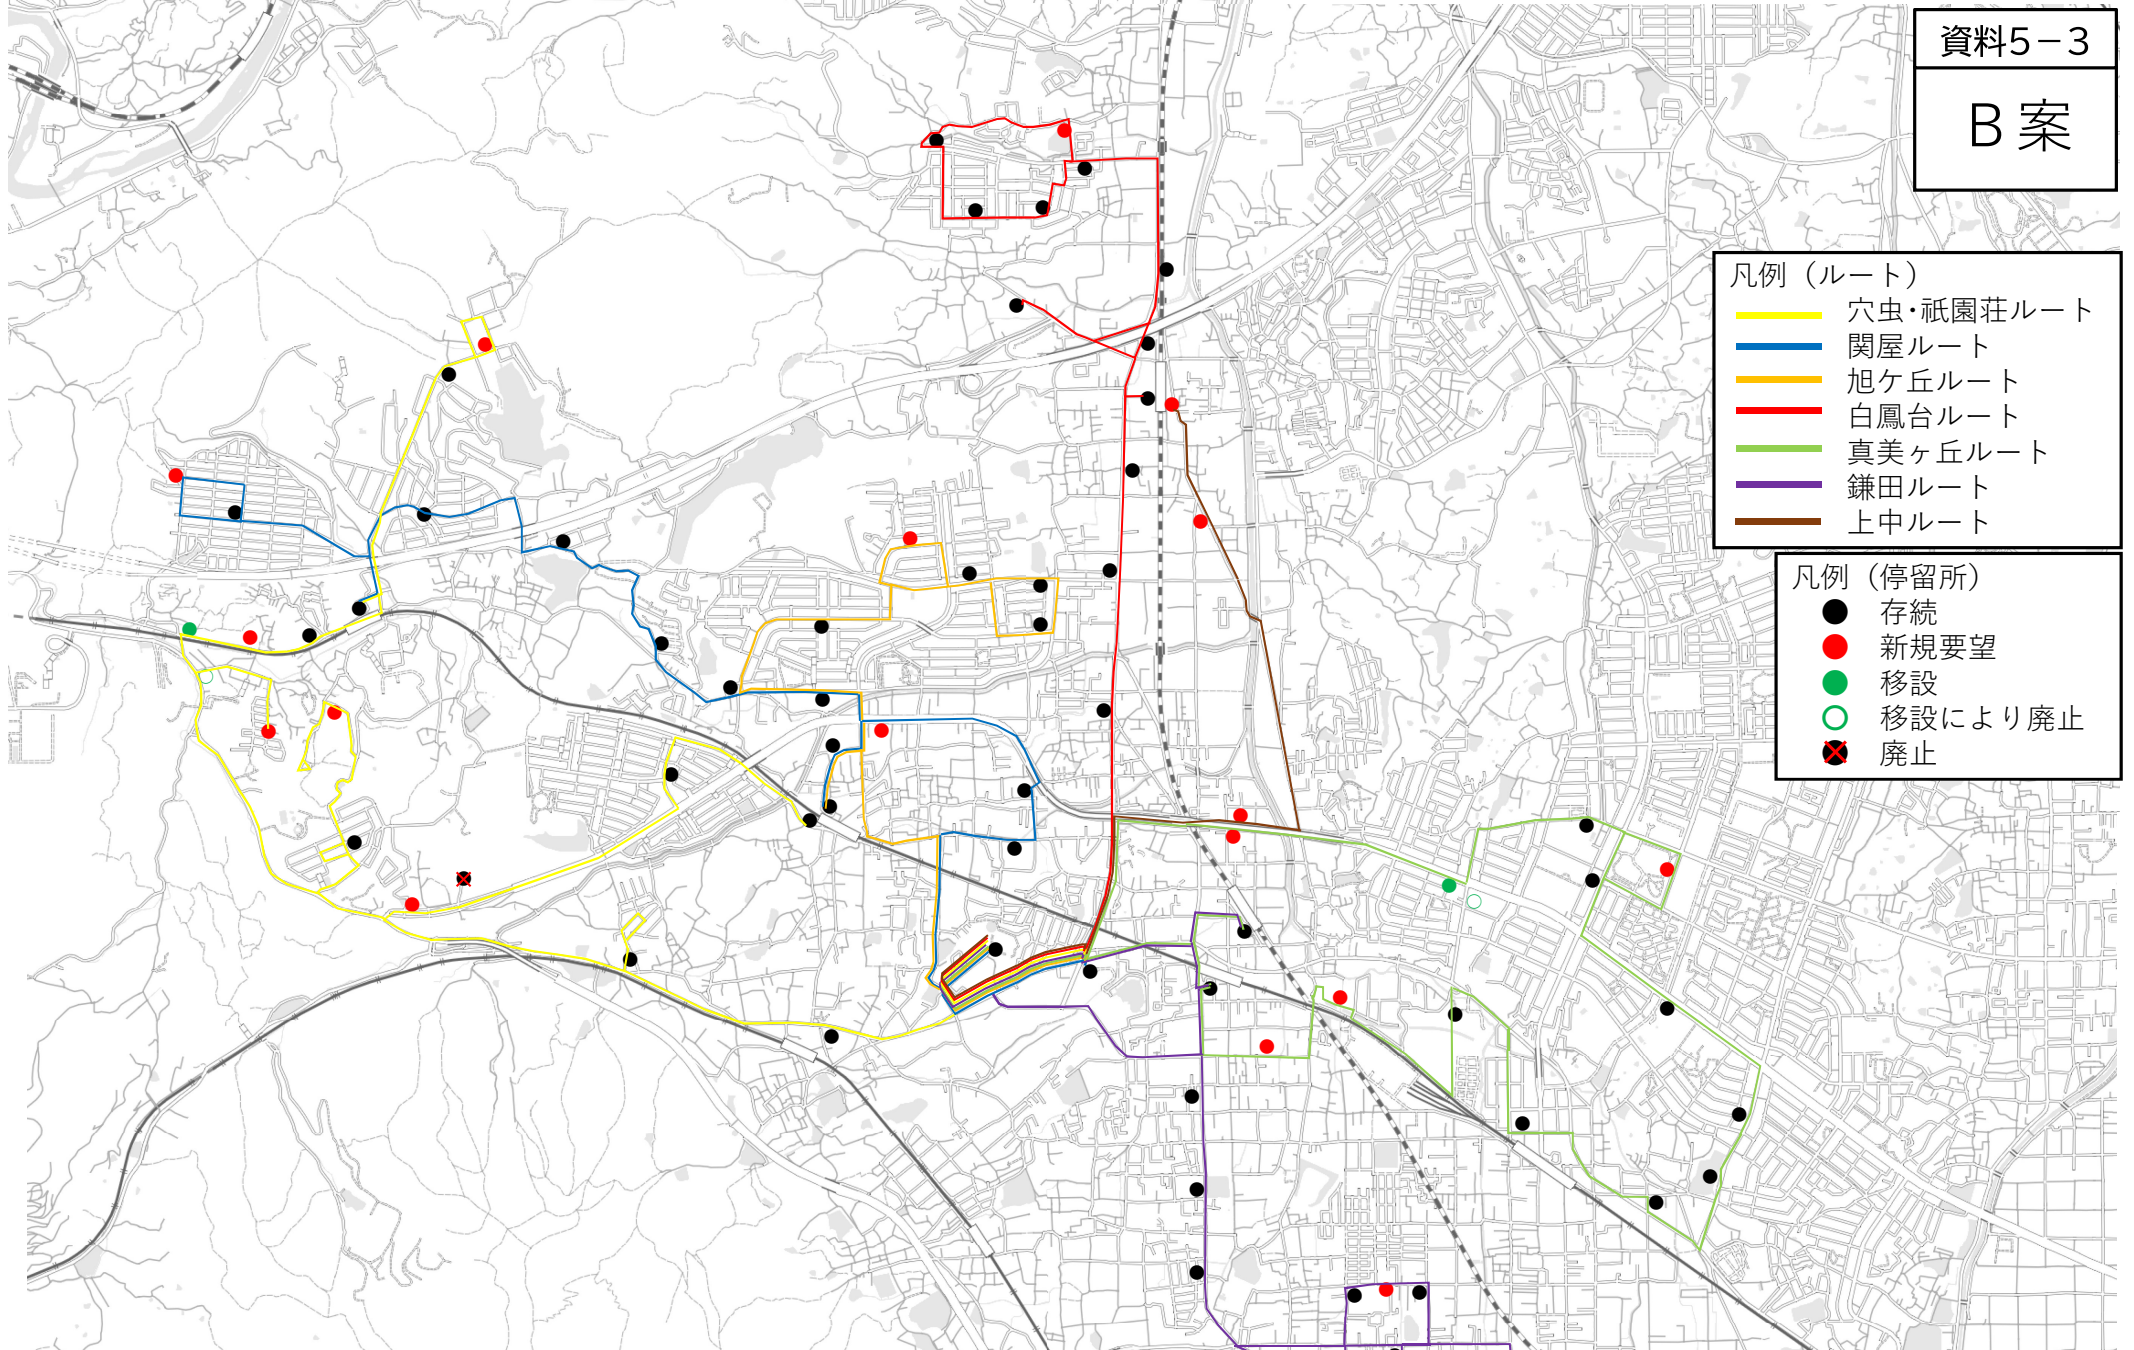 資料5-3
B案
凡例(ルート)
穴虫・祇園荘ルート
関屋ルート
旭ケ丘ルート
白鳳台ルート
真美ヶ丘ルート
鎌田ルート
上中ルート
凡例(停留所)
存続
新規要望
移設
移設により廃止
廃止